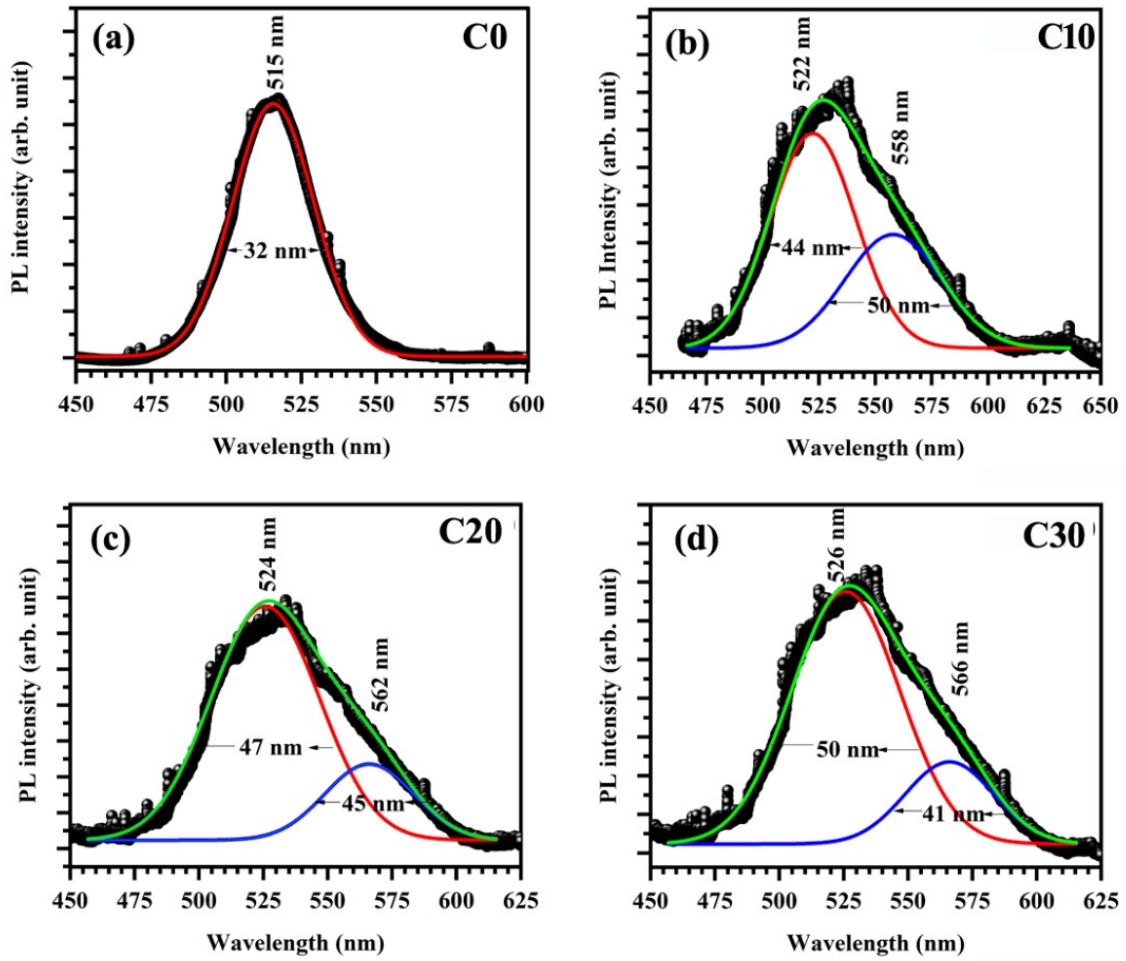 (a)
C0
515 nm
32 nm
PL intensity (arb. unit)
450 475 500 525 550 575 600
Wavelength (nm)
(b)
C10
522 nm
558 nm
44 nm
50 nm
PL Intensity (arb. unit)
450 475 500 525 550 575 600 625 650
Wavelength (nm)
(c)
C20
524 nm
562 nm
47 nm
45 nm
PL intensity (arb. unit)
450 475 500 525 550 575 600 625
Wavelength (nm)
(d)
C30
526 nm
566 nm
50 nm
41 nm
PL intensity (arb. unit)
450 475 500 525 550 575 600 625
Wavelength (nm)